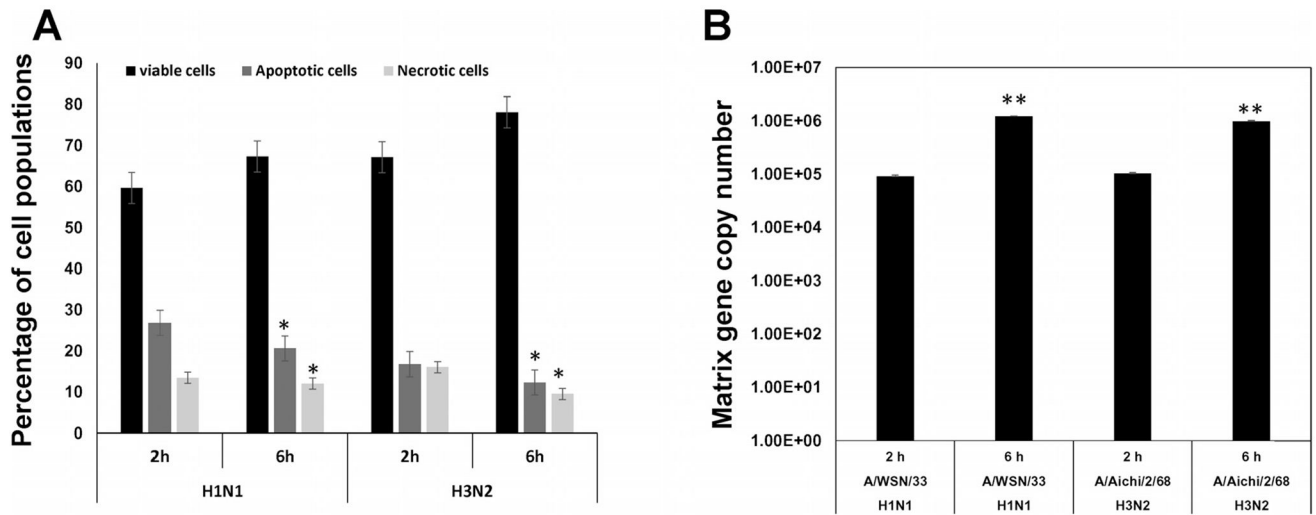 A
Percentage of cell populations
90
80
70
60
50
40
30
20
10
0
viable cells Apoptotic cells Necrotic cells
*
*
*
*
2h 6h 2h 6h
H1N1 H3N2
B
Matrix gene copy number
1.00E+07
1.00E+06
1.00E+05
1.00E+04
1.00E+03
1.00E+02
1.00E+01
1.00E+00
**
**
2 h 6 h 2 h 6 h
A/WSN/33 A/WSN/33 A/Aichi/2/68 A/Aichi/2/68
H1N1 H1N1 H3N2 H3N2